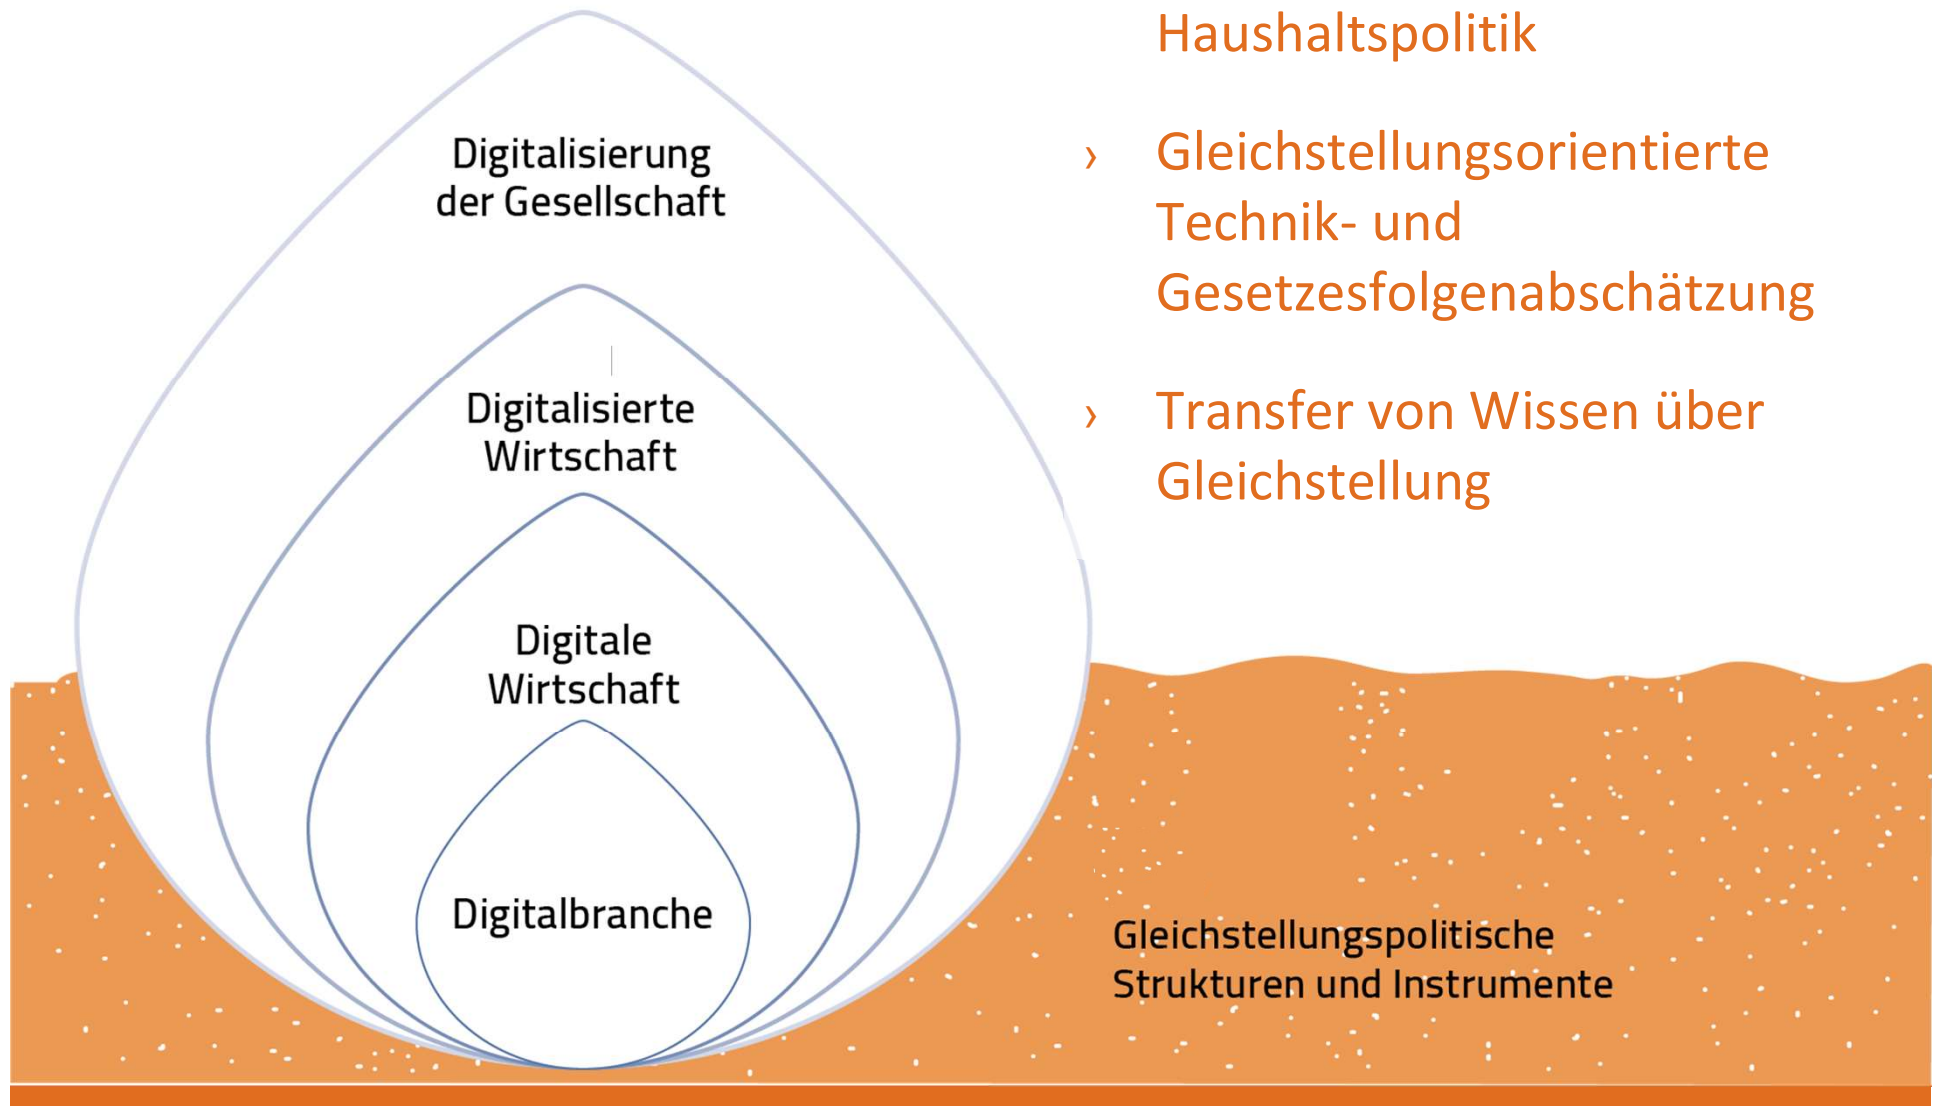 Haushaltspolitik
› Gleichstellungsorientierte
Technik- und
Gesetzesfolgenabschätzung
› Transfer von Wissen über
Gleichstellung
Digitalisierung
der Gesellschaft
Digitalisierte
Wirtschaft
Digitale
Wirtschaft
Digitalbranche
Gleichstellungspolitische
Strukturen und Instrumente